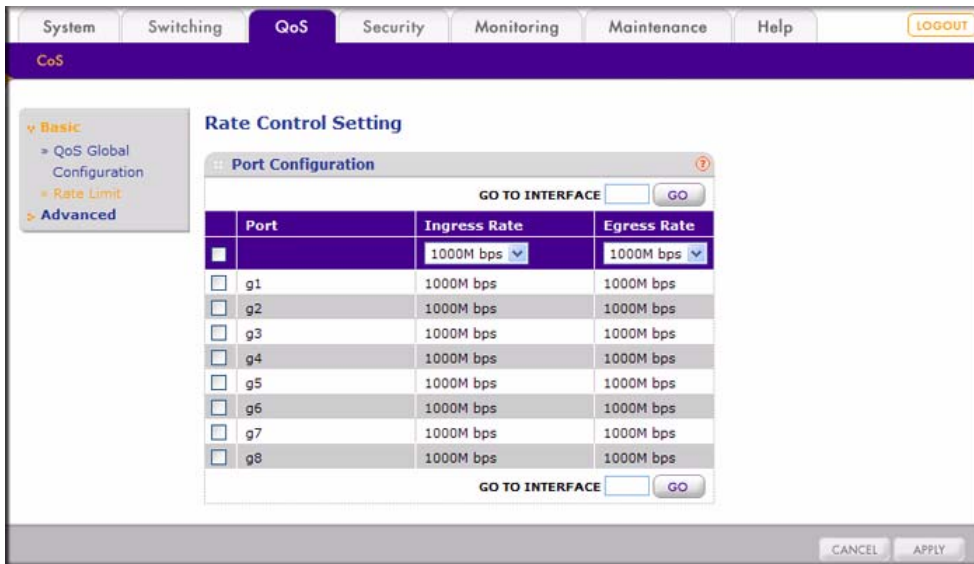 System Switching QoS Security Monitoring Maintenance Help LOGOUT
CoS
Basic
» QoS Global
Configuration
» Rate Limit
Advanced
Rate Control Setting
Port Configuration ?
GO TO INTERFACE GO
Port Ingress Rate Egress Rate
1000M bps 1000M bps
g1 1000M bps 1000M bps
g2 1000M bps 1000M bps
g3 1000M bps 1000M bps
g4 1000M bps 1000M bps
g5 1000M bps 1000M bps
g6 1000M bps 1000M bps
g7 1000M bps 1000M bps
g8 1000M bps 1000M bps
GO TO INTERFACE GO
CANCEL APPLY